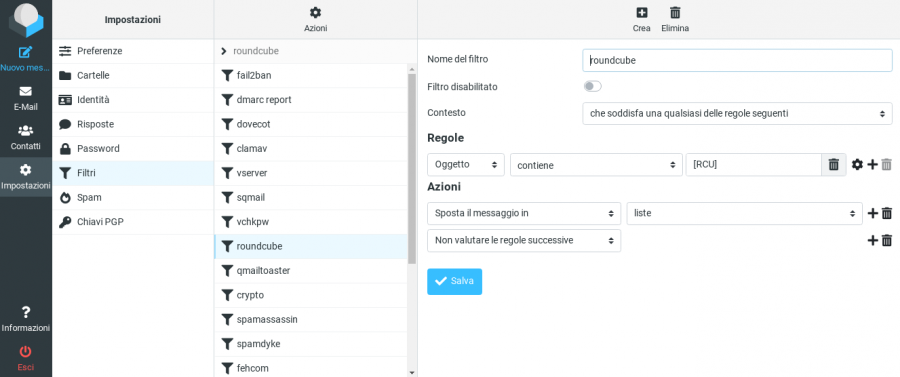 Nuovo mes...
E-Mail
Contatti
Impostazioni
Informazioni
Esci
Impostazioni
Preferenze
Cartelle
Identità
Risposte
Password
Filtri
Spam
Chiavi PGP
Azioni
roundcube
fail2ban
dmarc report
dovecot
clamav
vserver
sqmail
vchkpw
roundcube
qmailtoaster
crypto
spamassassin
spamdyke
fehcom
Crea Elimina
Nome del filtro roundcube
Filtro disabilitato
Contesto che soddisfa una qualsiasi delle regole seguenti
Regole
Oggetto contiene [RCU]
Azioni
Sposta il messaggio in liste
Non valutare le regole successive
Salva